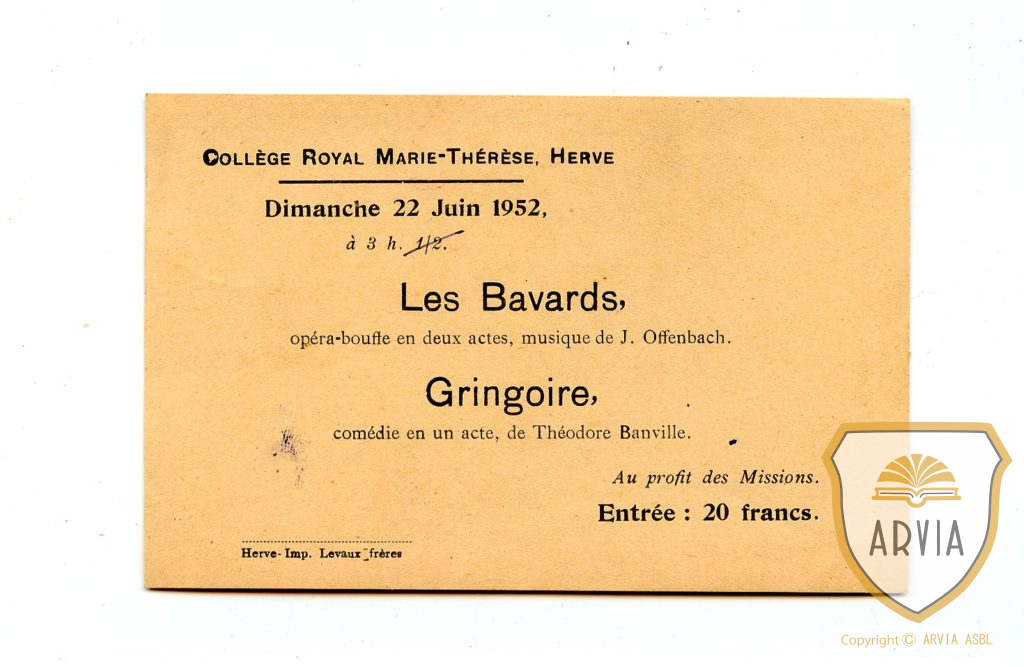 Collège Royal Marie-Thérèse, Herve
Dimanche 22 Juin 1952,
à 3 h. 1/2.
Les Bavards,
opéra-bouffe en deux actes, musique de J. Offenbach.
Gringoire,
comédie en un acte, de Théodore Banville.
Au profit des Missions.
Entrée : 20 francs.
Herve- Imp. Levaux frères
ARVIA
Copyright © ARVIA ASBL